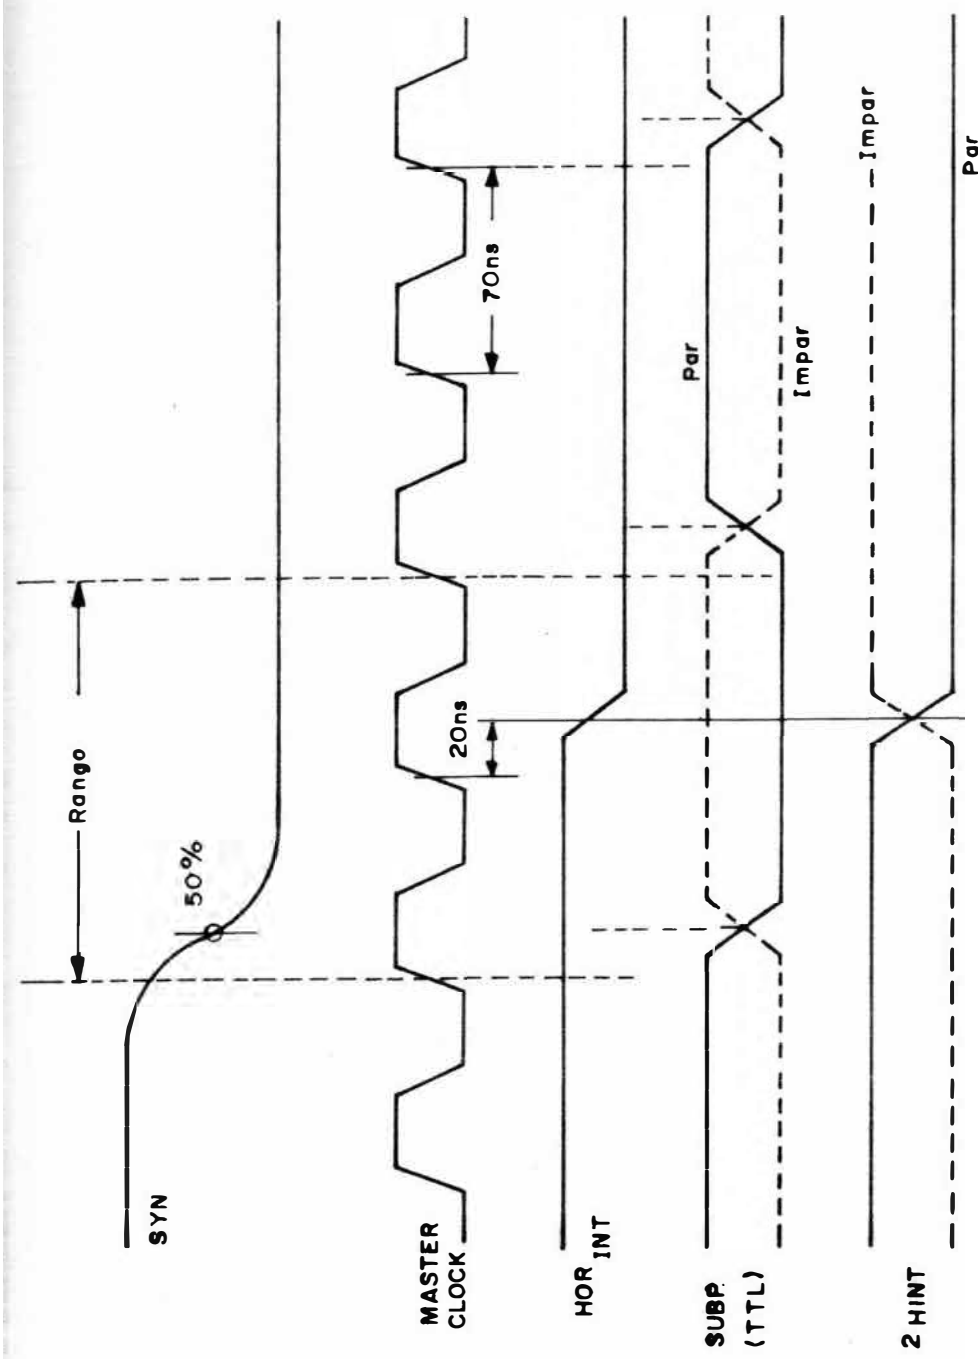 Rango
50%
SYN
MASTER
CLOCK
20ns
70ns
HOR INT
SUBP.
(TTL)
Par
Impar
2 HINT
Impar
Par